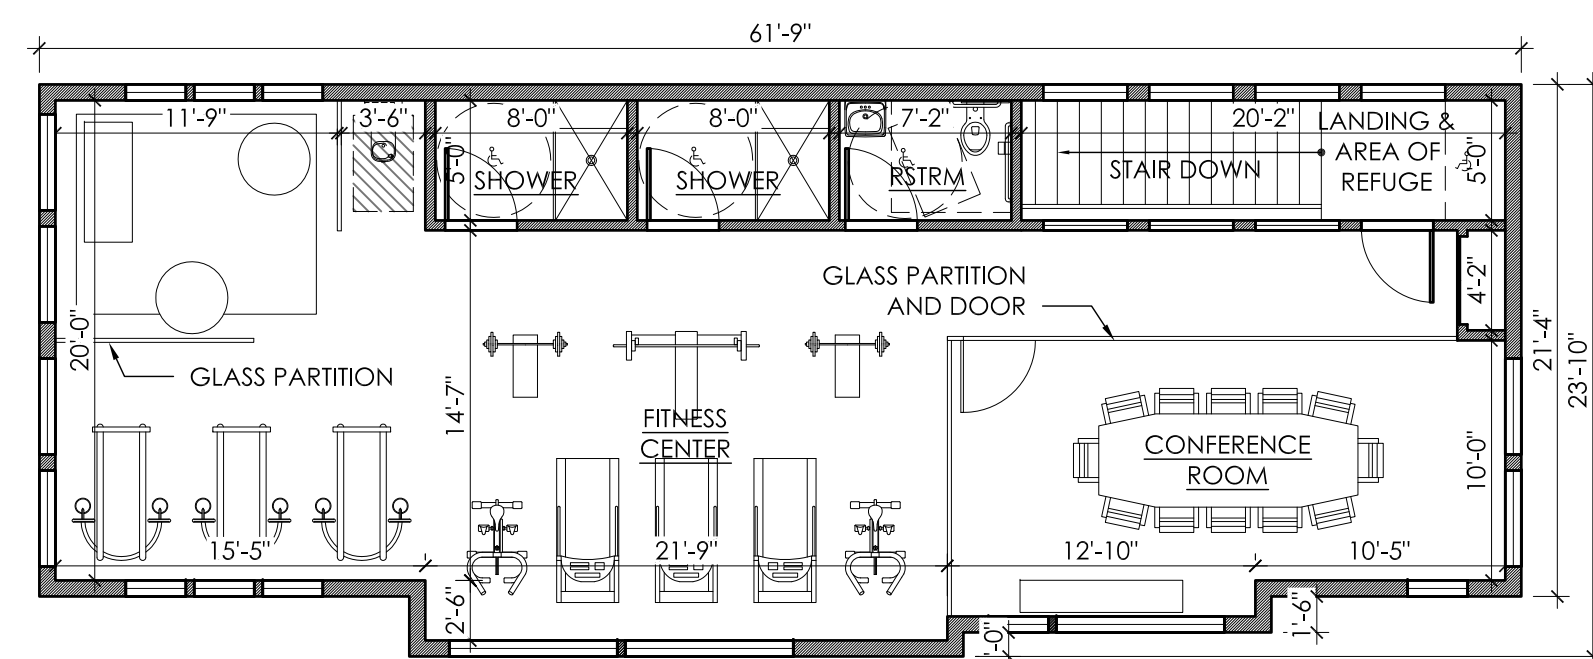 61'-9"
11'-9"
3'-6"
8'-0"
8'-0"
7'-2"
20'-2"
LANDING &
AREA OF
REFUGE
5'-0"
SHOWER
SHOWER
RSTRM
STAIR DOWN
5'-0"
GLASS PARTITION
AND DOOR
4'-2"
20'-0"
GLASS PARTITION
14'-7"
FITNESS
CENTER
CONFERENCE
ROOM
10'-0"
21'-4"
23'-10"
15'-5"
21'-9"
12'-10"
10'-5"
2'-6"
1'-6"